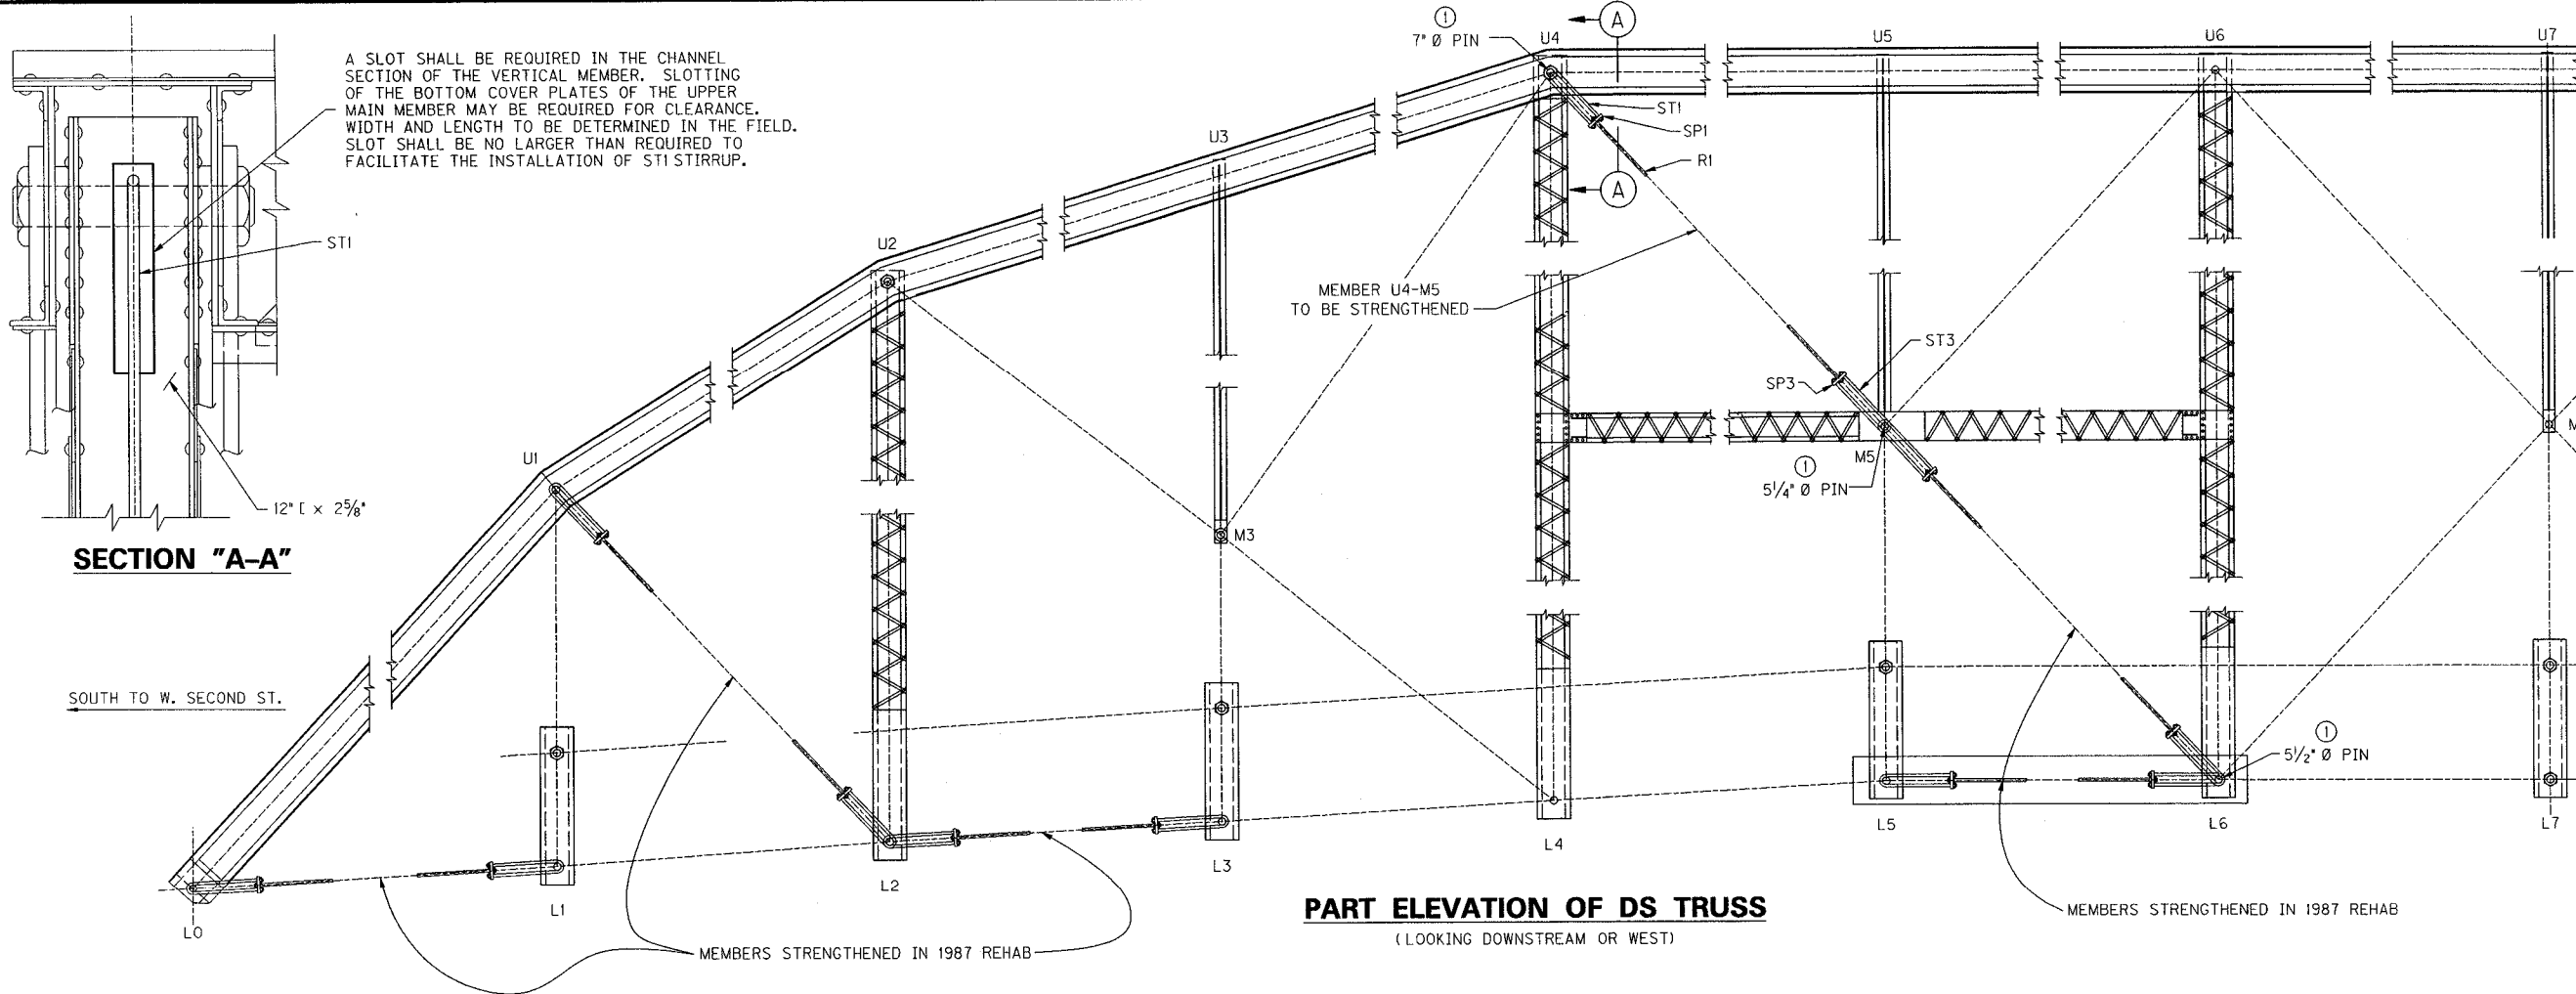 A SLOT SHALL BE REQUIRED IN THE CHANNEL
SECTION OF THE VERTICAL MEMBER. SLOTTING
OF THE BOTTOM COVER PLATES OF THE UPPER
MAIN MEMBER MAY BE REQUIRED FOR CLEARANCE.
WIDTH AND LENGTH TO BE DETERMINED IN THE FIELD.
SLOT SHALL BE NO LARGER THAN REQUIRED TO
FACILITATE THE INSTALLATION OF ST1 STIRRUP.
ST1
12" [ x 2 5/8"
SECTION "A-A"
SOUTH TO W. SECOND ST.
1
7" Ø PIN
U4
A
U5
U6
U7
ST1
SP1
R1
A
U3
U2
MEMBER U4-M5
TO BE STRENGTHENED
ST3
SP3
M5
1
5 1/4" Ø PIN
M
U1
M3
1
5 1/2" Ø PIN
L0
L1
L2
L3
L4
L5
L6
L7
MEMBERS STRENGTHENED IN 1987 REHAB
PART ELEVATION OF DS TRUSS
(LOOKING DOWNSTREAM OR WEST)
MEMBERS STRENGTHENED IN 1987 REHAB